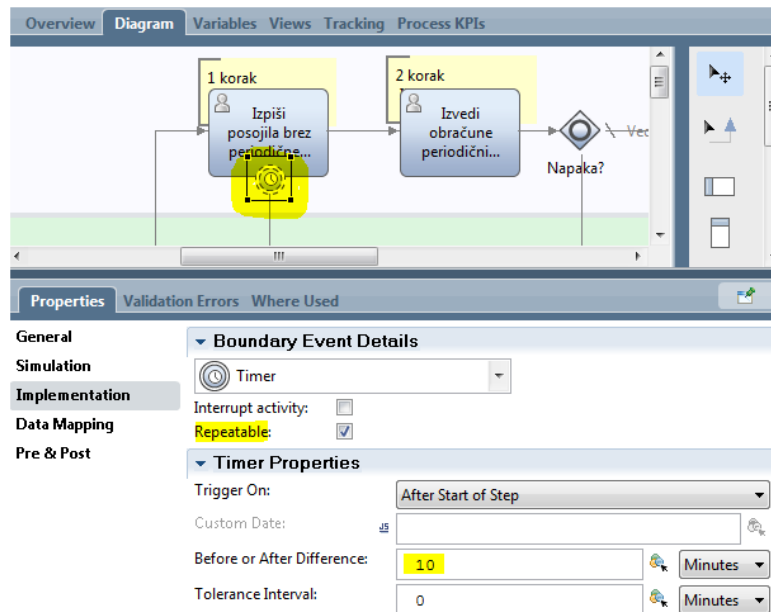 Overview Diagram Variables Views Tracking Process KPIs
1 korak
2 korak
Izpiši
posojila brez
periodične...
Izvedi
obračune
periodični...
Napaka?
Properties Validation Errors Where Used
General
Simulation
Implementation
Data Mapping
Pre & Post
Boundary Event Details
Timer
Interrupt activity:
Repeatable:
Timer Properties
Trigger On: After Start of Step
Custom Date: JS
Before or After Difference: 10 Minutes
Tolerance Interval: 0 Minutes